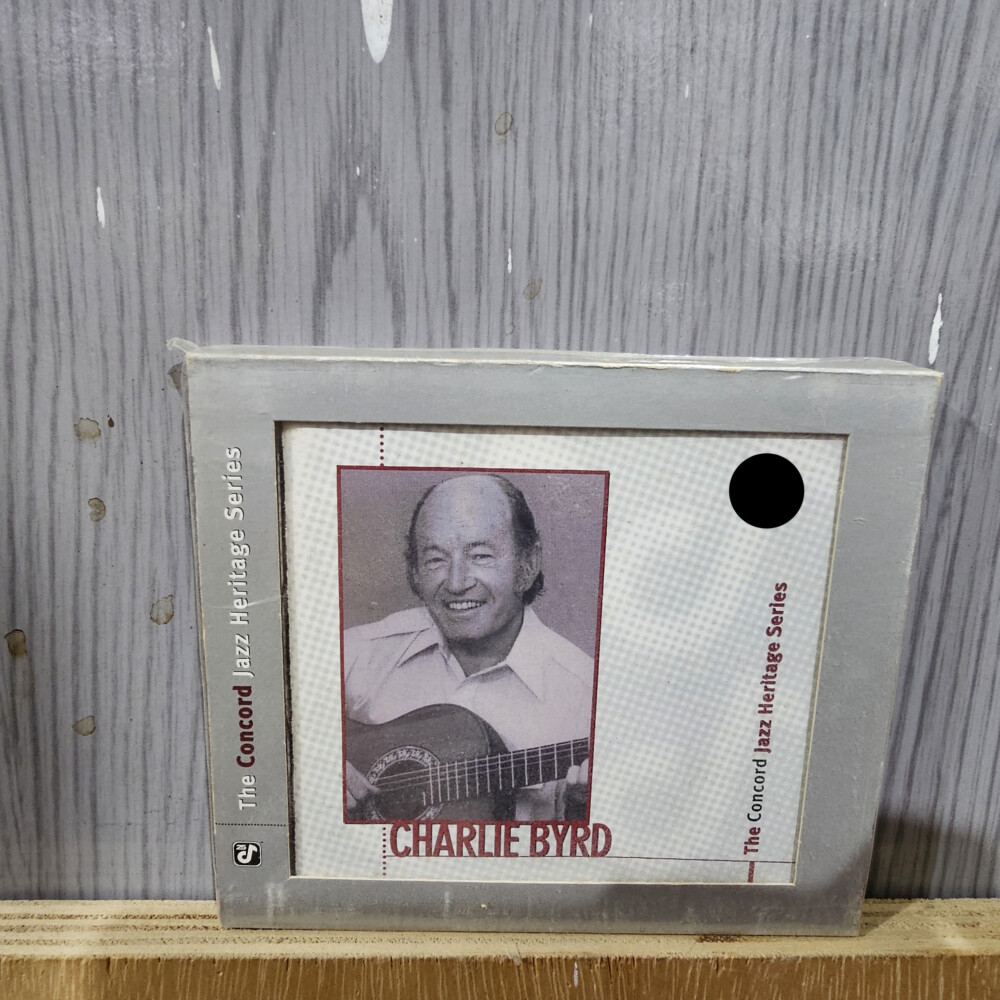 The Concord Jazz Heritage Series
CHARLIE BYRD
The Concord Jazz Heritage Series